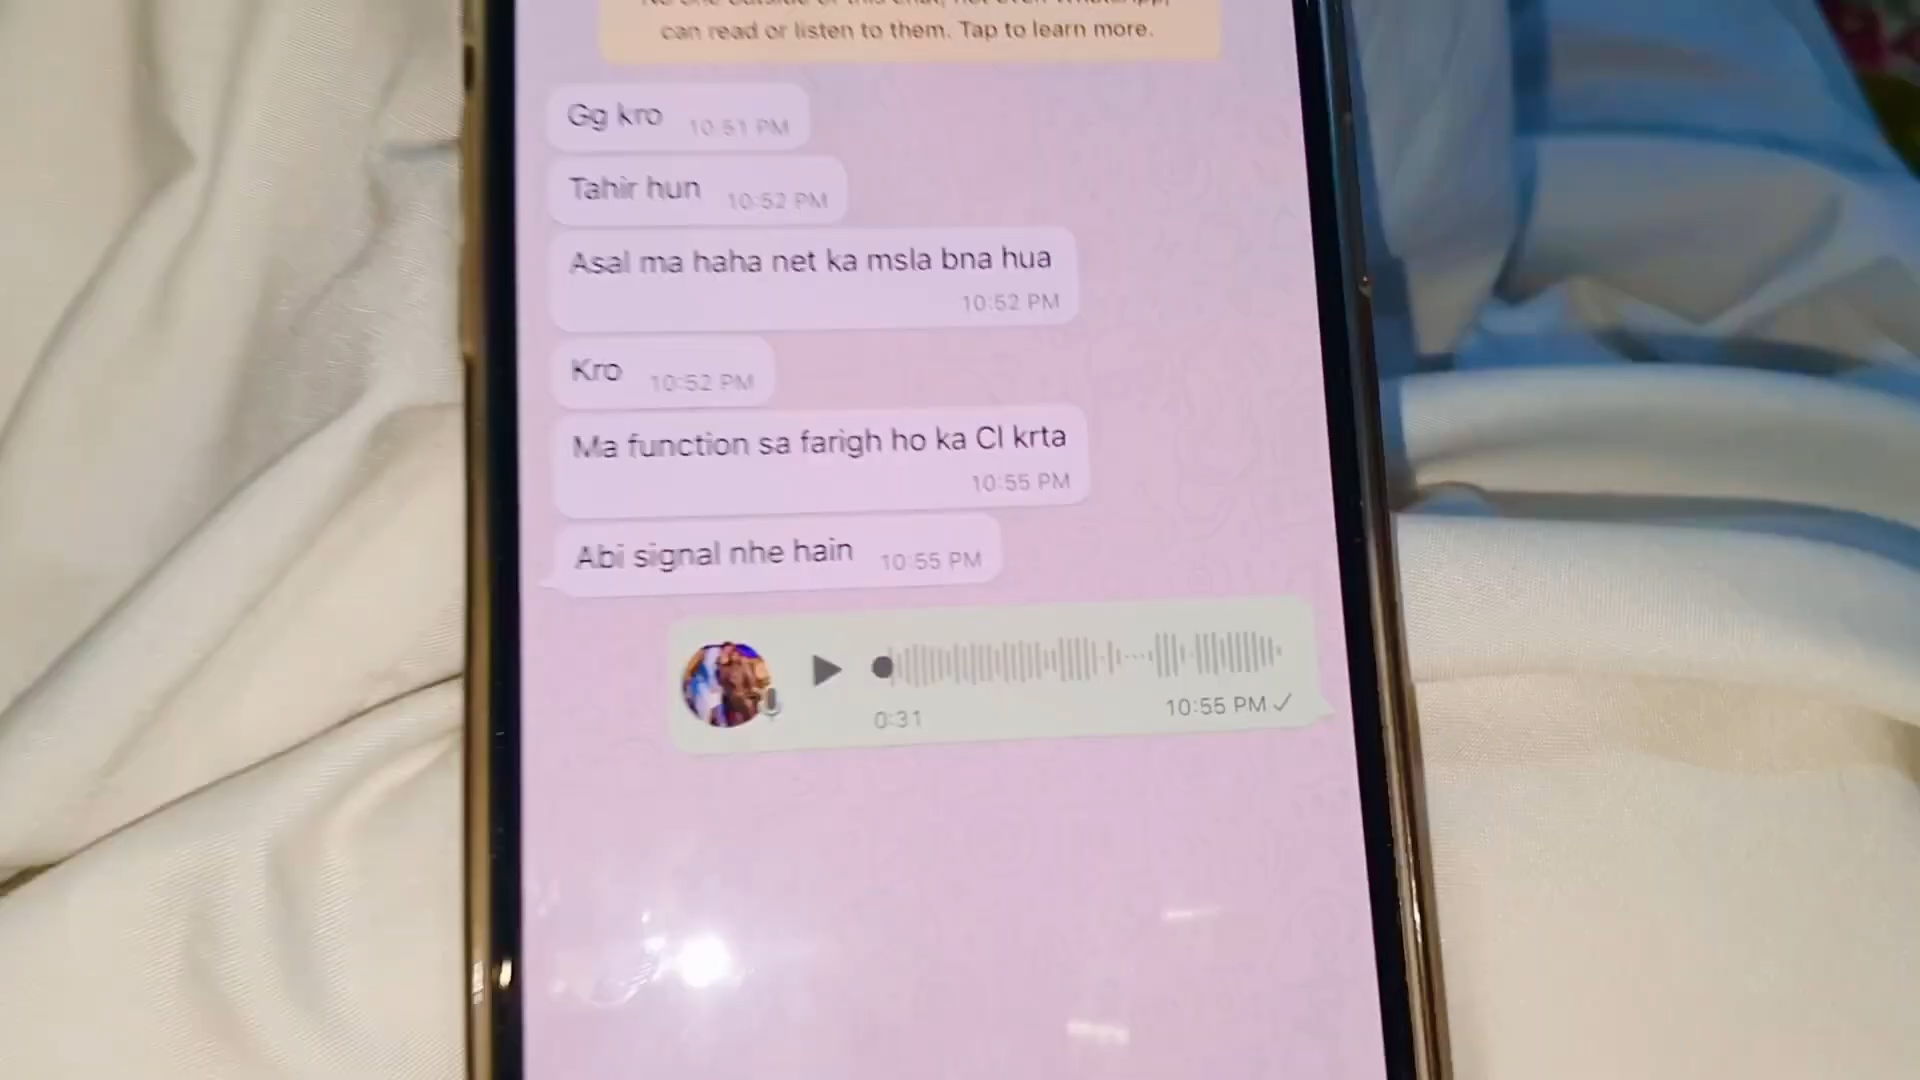 can read or listen to them. Tap to learn more.
Gg kro 10:51 PM
Tahir hun 10:52 PM
Asal ma haha net ka msla bna hua
10:52 PM
Kro 10:52 PM
Ma function sa farigh ho ka Cl krta
10:55 PM
Abi signal nhe hain 10:55 PM
0:31 10:55 PM